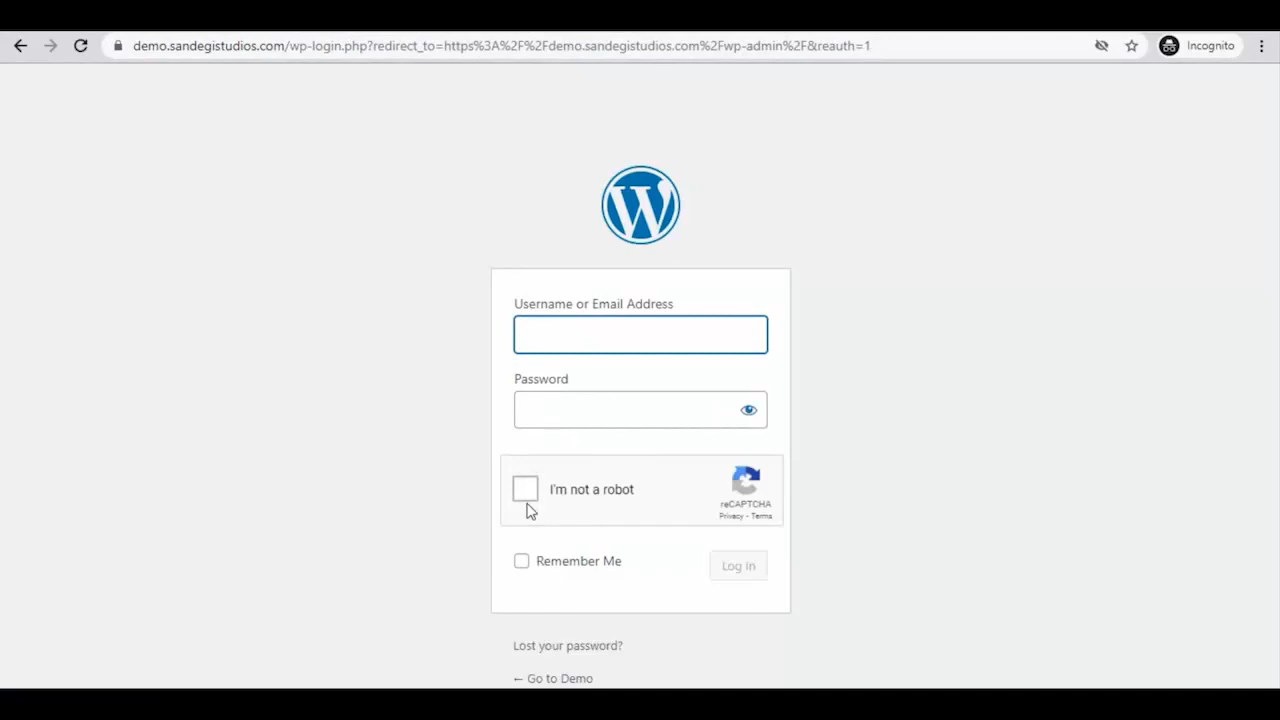 demo.sandegistudios.com/wp-login.php?redirect_to=https%3A%2F%2Fdemo.sandegistudios.com%2Fwp-admin%2F&reauth=1
Incognito
Username or Email Address
Password
I'm not a robot
reCAPTCHA
Privacy - Terms
Remember Me
Log In
Lost your password?
← Go to Demo